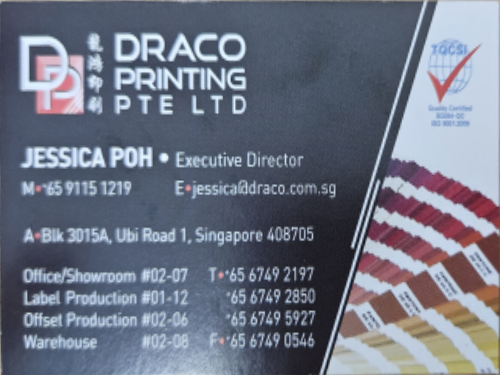 DP
龍鴻印刷
DRACO
PRINTING
PTE LTD
TQCSI
Quality Certified
ISO 9001:2008
JESSICA POH • Executive Director
M•+65 9115 1219 E•jessica@draco.com.sg
A•Blk 3015A, Ubi Road 1, Singapore 408705
Office/Showroom #02-07 T•+65 6749 2197
Label Production #01-12 +65 6749 2850
Offset Production #02-06 +65 6749 5927
Warehouse #02-08 F•+65 6749 0546